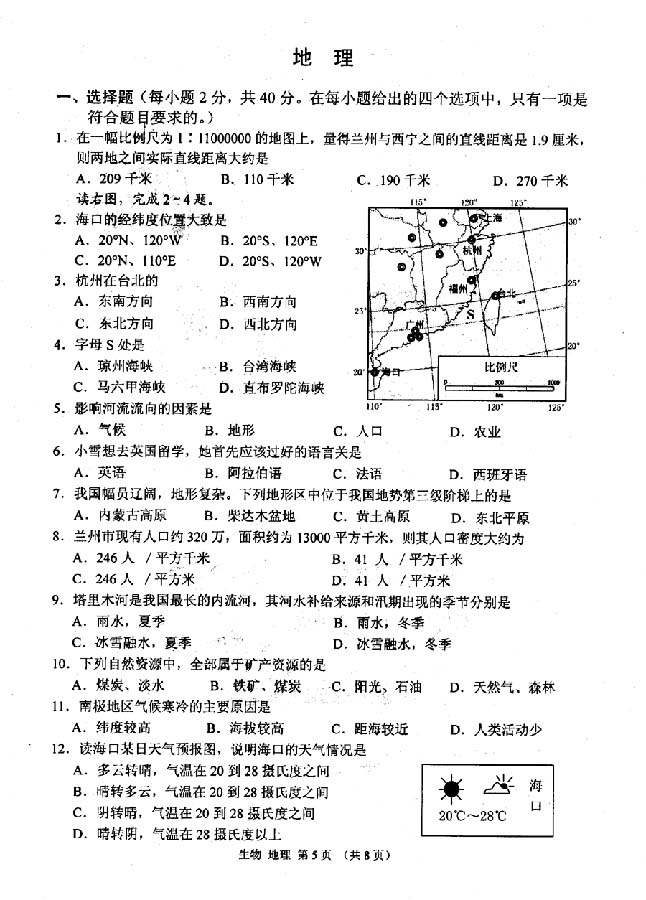 地 理
一、选择题（每小题 2 分，共 40 分。在每小题给出的四个选项中，只有一项是
符合题目要求的。）
1．在一幅比例尺为 1：11000000 的地图上，量得兰州与西宁之间的直线距离是 1.9 厘米，
则两地之间实际直线距离大约是
A．209 千米 B．110 千米 C．190 千米 D．270 千米
读右图，完成 2~4 题。
2．海口的经纬度位置大致是
A．20°N、120°W B．20°S、120°E
C．20°N、110°E D．20°S、120°W
3．杭州在台北的
A．东南方向 B．西南方向
C．东北方向 D．西北方向
4．字母 S 处是
A．琼州海峡 B．台湾海峡
C．马六甲海峡 D．直布罗陀海峡
115° 120° 125°
上海
30°
杭州
30°
福州
25°
台北
25°
S
广州
20°
比例尺
20°
海口
0 500 1000
km
110° 115° 120° 125°
5．影响河流流向的因素是
A．气候 B．地形 C．人口 D．农业
6．小雪想去英国留学，她首先应该过好的语言关是
A．英语 B．阿拉伯语 C．法语 D．西班牙语
7．我国幅员辽阔，地形复杂。下列地形区中位于我国地势第三级阶梯上的是
A．内蒙古高原 B．柴达木盆地 C．黄土高原 D．东北平原
8．兰州市现有人口约 320 万，面积约为 13000 平方千米，则其人口密度大约为
A．246 人 ／平方千米 B．41 人 ／平方千米
C．246 人 ／平方米 D．41 人 ／平方米
9．塔里木河是我国最长的内流河，其河水补给来源和汛期出现的季节分别是
A．雨水，夏季 B．雨水，冬季
C．冰雪融水，夏季 D．冰雪融水，冬季
10．下列自然资源中，全部属于矿产资源的是
A．煤炭、淡水 B．铁矿、煤炭 C．阳光、石油 D．天然气、森林
11．南极地区气候寒冷的主要原因是
A．纬度较高 B．海拔较高 C．距海较近 D．人类活动少
12．读海口某日天气预报图，说明海口的天气情况是
A．多云转晴，气温在 20 到 28 摄氏度之间
B．晴转多云，气温在 20 到 28 摄氏度之间
C．阴转晴，气温在 20 到 28 摄氏度之间
D．晴转阴，气温在 28 摄氏度以上
海口
20℃～28℃
生物 地理 第 5 页 （共 8 页）